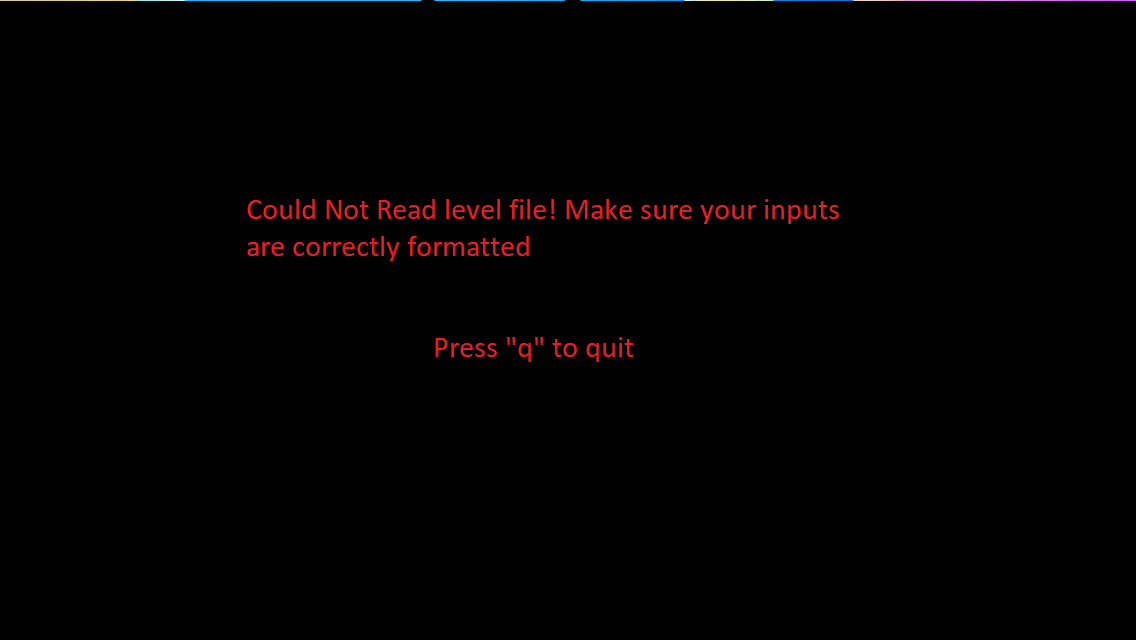 Could Not Read level file! Make sure your inputs
are correctly formatted
Press "q" to quit